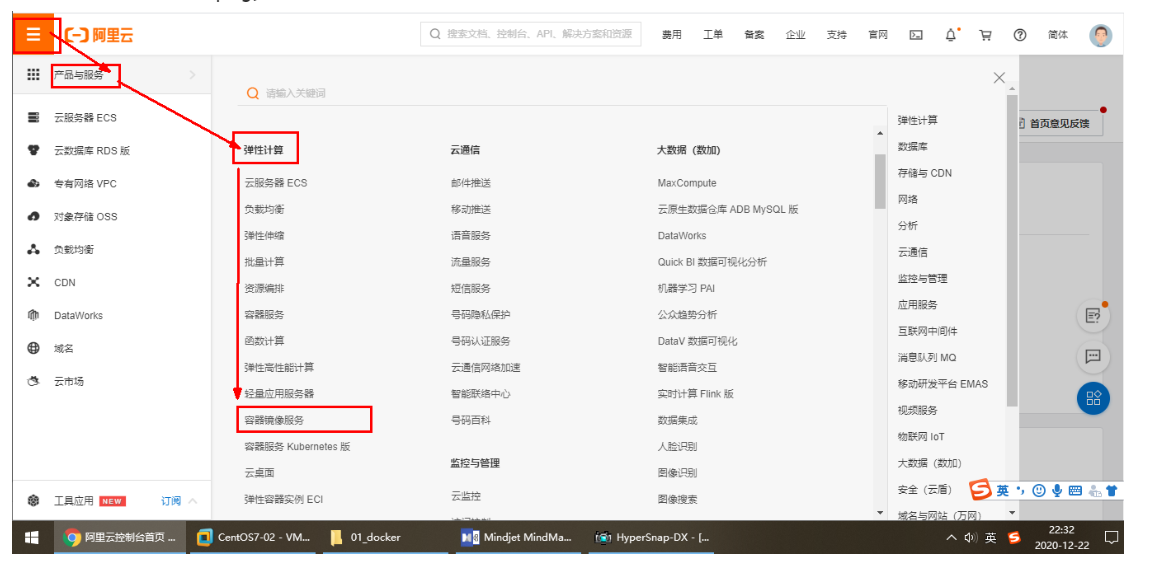 阿里云
搜索文档、控制台、API、解决方案和资源
费用 工单 备案 企业 支持 官网 简体
产品与服务
云服务器 ECS
云数据库 RDS 版
专有网络 VPC
对象存储 OSS
负载均衡
CDN
DataWorks
域名
云市场
工具应用 NEW 订阅
请输入关键词
弹性计算
云服务器 ECS
负载均衡
弹性伸缩
批量计算
资源编排
容器服务
函数计算
弹性高性能计算
轻量应用服务器
容器镜像服务
容器服务 Kubernetes 版
云桌面
弹性容器实例 ECI
云通信
邮件推送
移动推送
语音服务
流量服务
短信服务
号码隐私保护
号码认证服务
云通信网络加速
智能联络中心
号码百科
监控与管理
云监控
大数据（数加）
MaxCompute
云原生数据仓库 ADB MySQL 版
DataWorks
Quick BI 数据可视化分析
机器学习 PAI
公众趋势分析
DataV 数据可视化
智能语音交互
实时计算 Flink 版
数据集成
人脸识别
图像识别
图像搜索
弹性计算
数据库
存储与 CDN
网络
分析
云通信
监控与管理
应用服务
互联网中间件
消息队列 MQ
移动研发平台 EMAS
视频服务
物联网 IoT
大数据（数加）
安全（云盾）
域名与网站（万网）
首页意见反馈
英
阿里云控制台首页 ...
CentOS7-02 - VM...
01_docker
Mindjet MindMa...
HyperSnap-DX - [...
英
22:32
2020-12-22